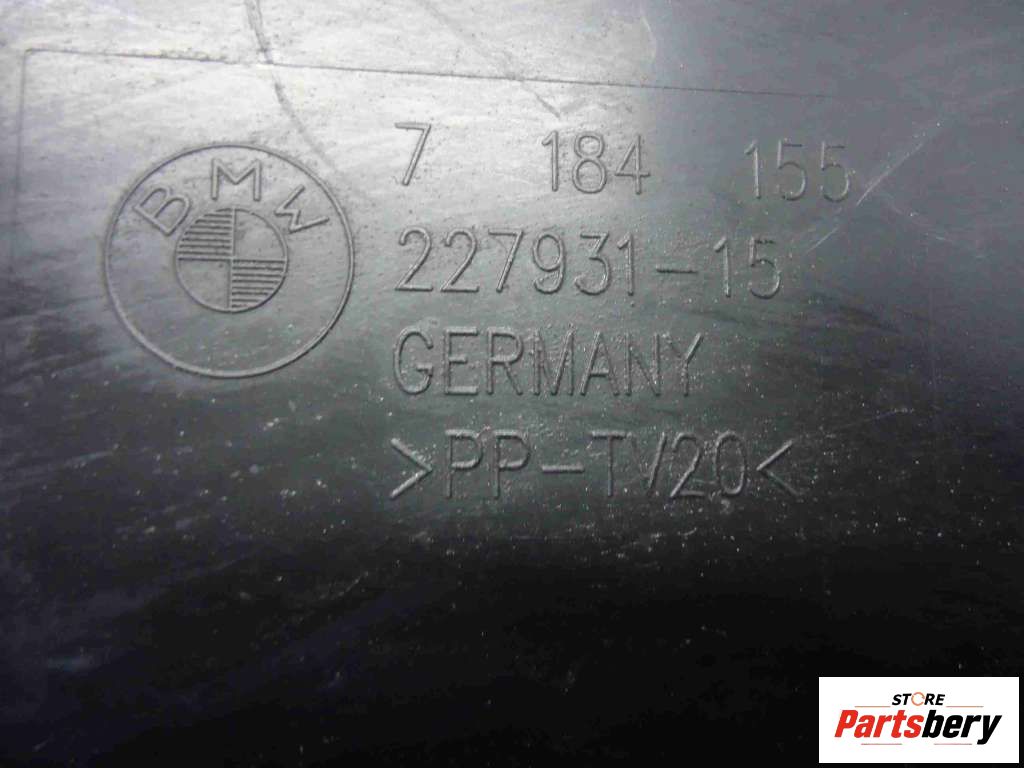 BMW
7 184 155
227931-15
GERMANY
>PP-TV20<
STORE
Partsbery